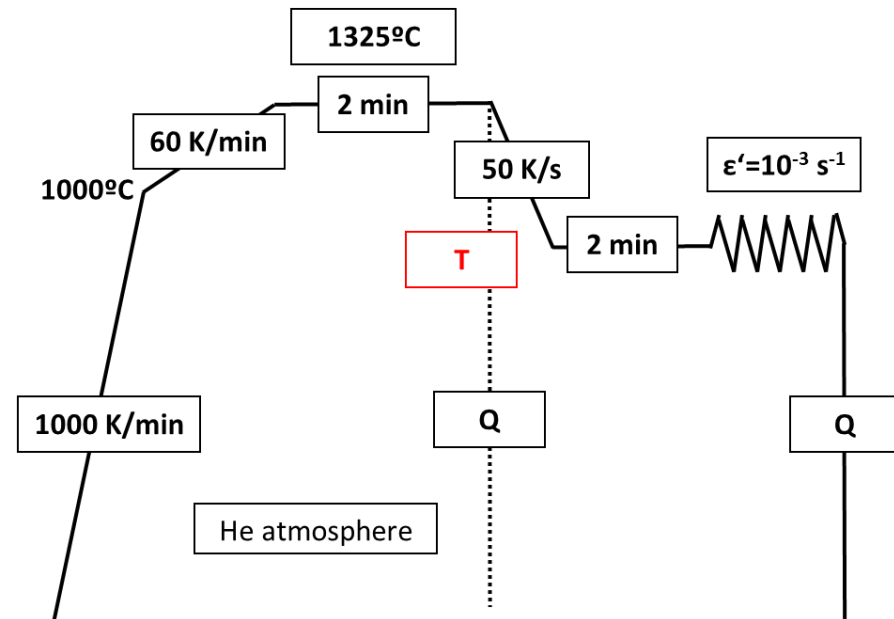 1325ºC
2 min
60 K/min
1000ºC
50 K/s
ε‘=10⁻³ s⁻¹
T
2 min
1000 K/min
Q
Q
He atmosphere